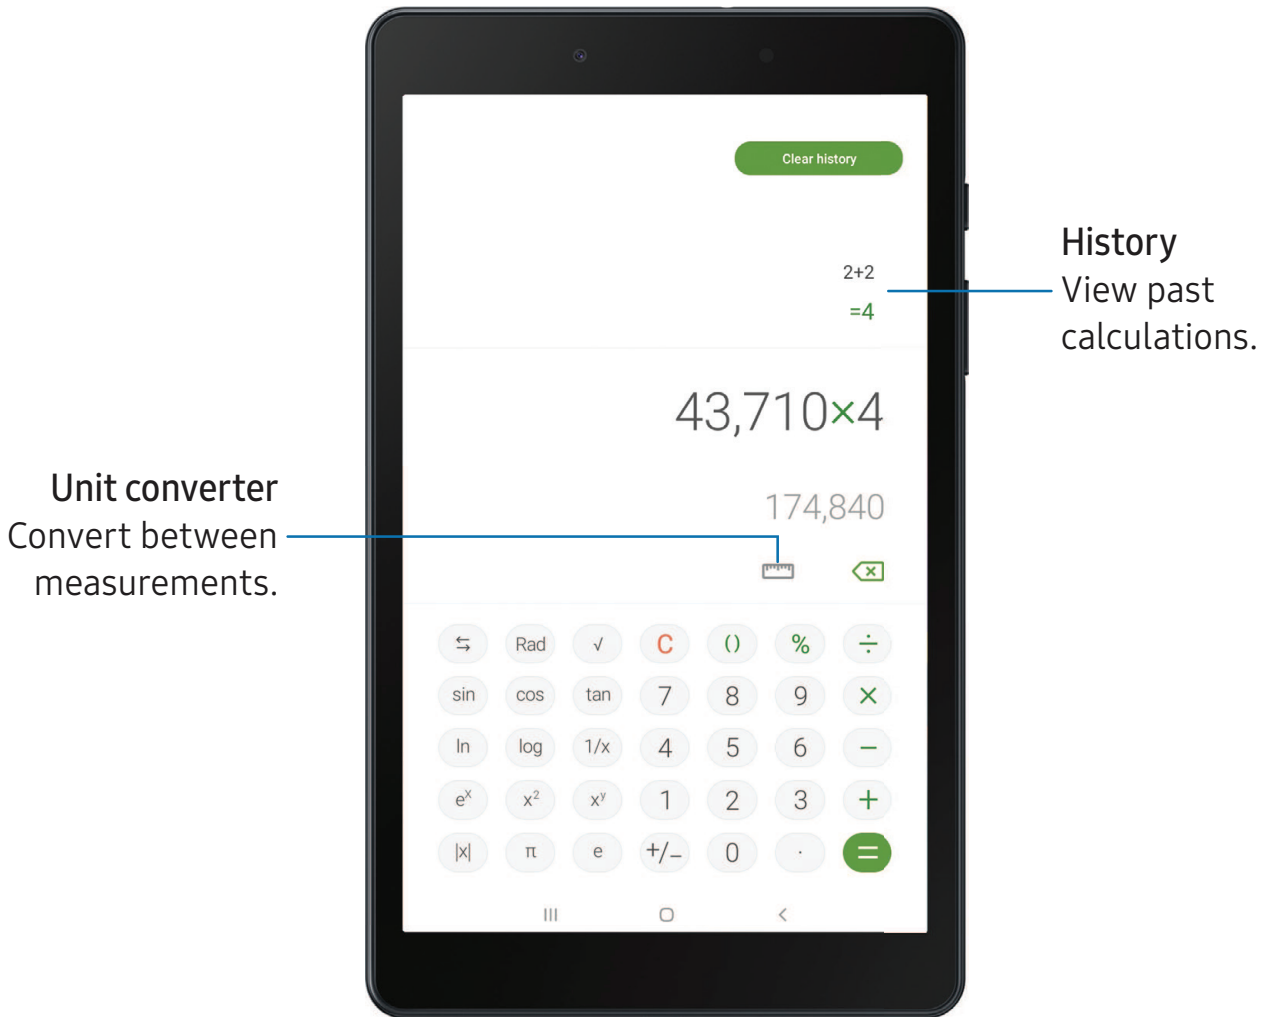 Clear history
2+2
=4
History
View past
calculations.
43,710×4
174,840
Unit converter
Convert between
measurements.
⇆ Rad √ C () % ÷
sin cos tan 7 8 9 ×
ln log 1/x 4 5 6 −
eˣ x² xʸ 1 2 3 +
|x| π e +/− 0 . =